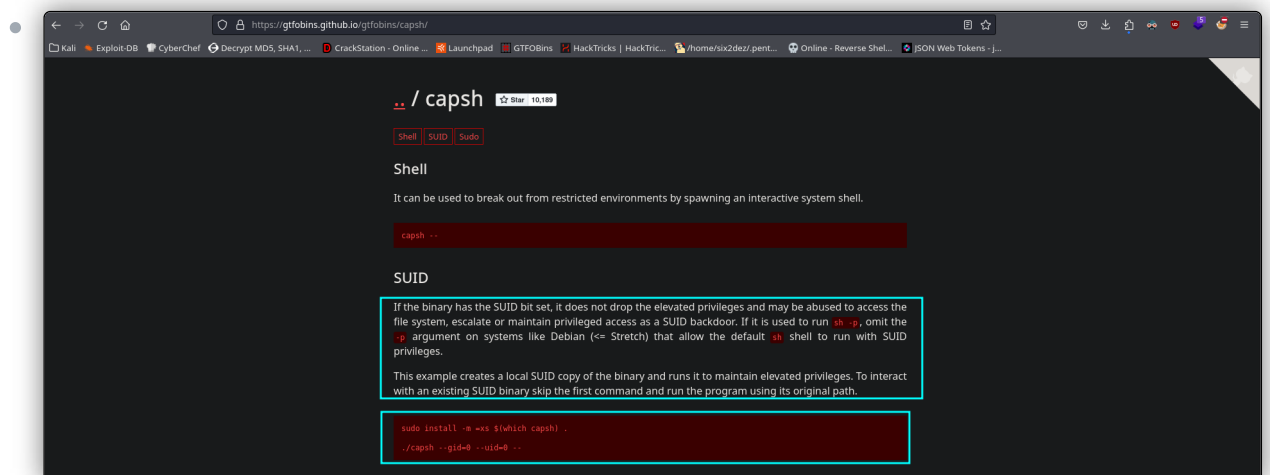 https://gtfobins.github.io/gtfobins/capsh/
Kali Exploit-DB CyberChef Decrypt MD5, SHA1, ... CrackStation - Online ... Launchpad GTFOBins HackTricks | HackTric... /home/six2dez/.pent... Online - Reverse Shel... JSON Web Tokens - j...
.. / capsh Star 10,189
Shell SUID Sudo
Shell
It can be used to break out from restricted environments by spawning an interactive system shell.
capsh --
SUID
If the binary has the SUID bit set, it does not drop the elevated privileges and may be abused to access the
file system, escalate or maintain privileged access as a SUID backdoor. If it is used to run sh -p, omit the
-p argument on systems like Debian (<= Stretch) that allow the default sh shell to run with SUID
privileges.
This example creates a local SUID copy of the binary and runs it to maintain elevated privileges. To interact
with an existing SUID binary skip the first command and run the program using its original path.
sudo install -m =xs $(which capsh) .
./capsh --gid=0 --uid=0 --